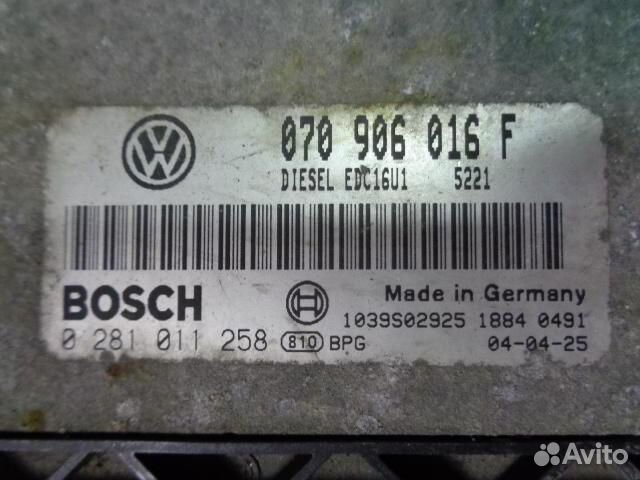 070 906 016 F
DIESEL EDC16U1 5221
BOSCH
Made in Germany
0 281 011 258 810 BPG
1039S02925 1884 0491
04-04-25
Avito